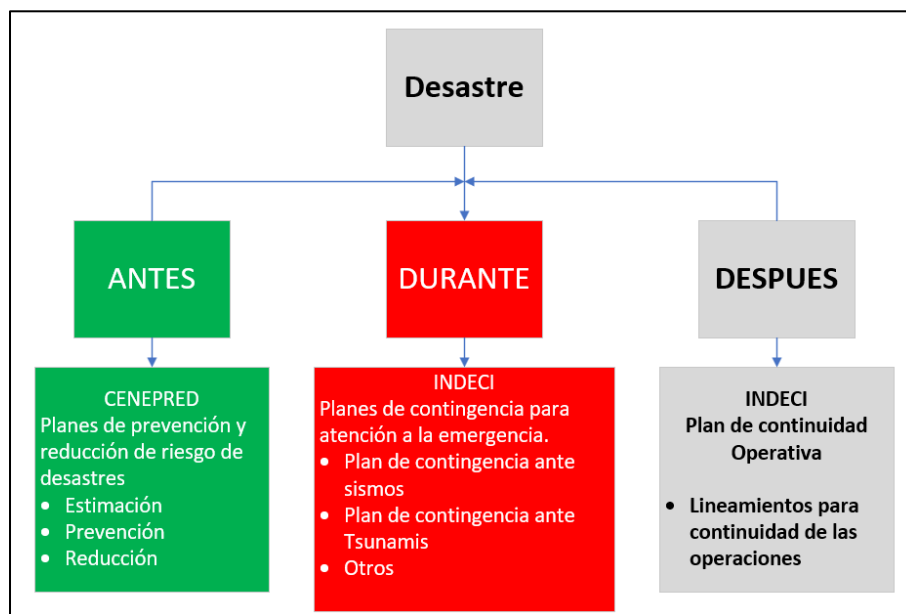 Desastre
ANTES
DURANTE
DESPUES
CENEPRED
Planes de prevención y
reducción de riesgo de
desastres
• Estimación
• Prevención
• Reducción
INDECI
Planes de contingencia para
atención a la emergencia.
• Plan de contingencia ante
sismos
• Plan de contingencia ante
Tsunamis
• Otros
INDECI
Plan de continuidad
Operativa
• Lineamientos para
continuidad de las
operaciones